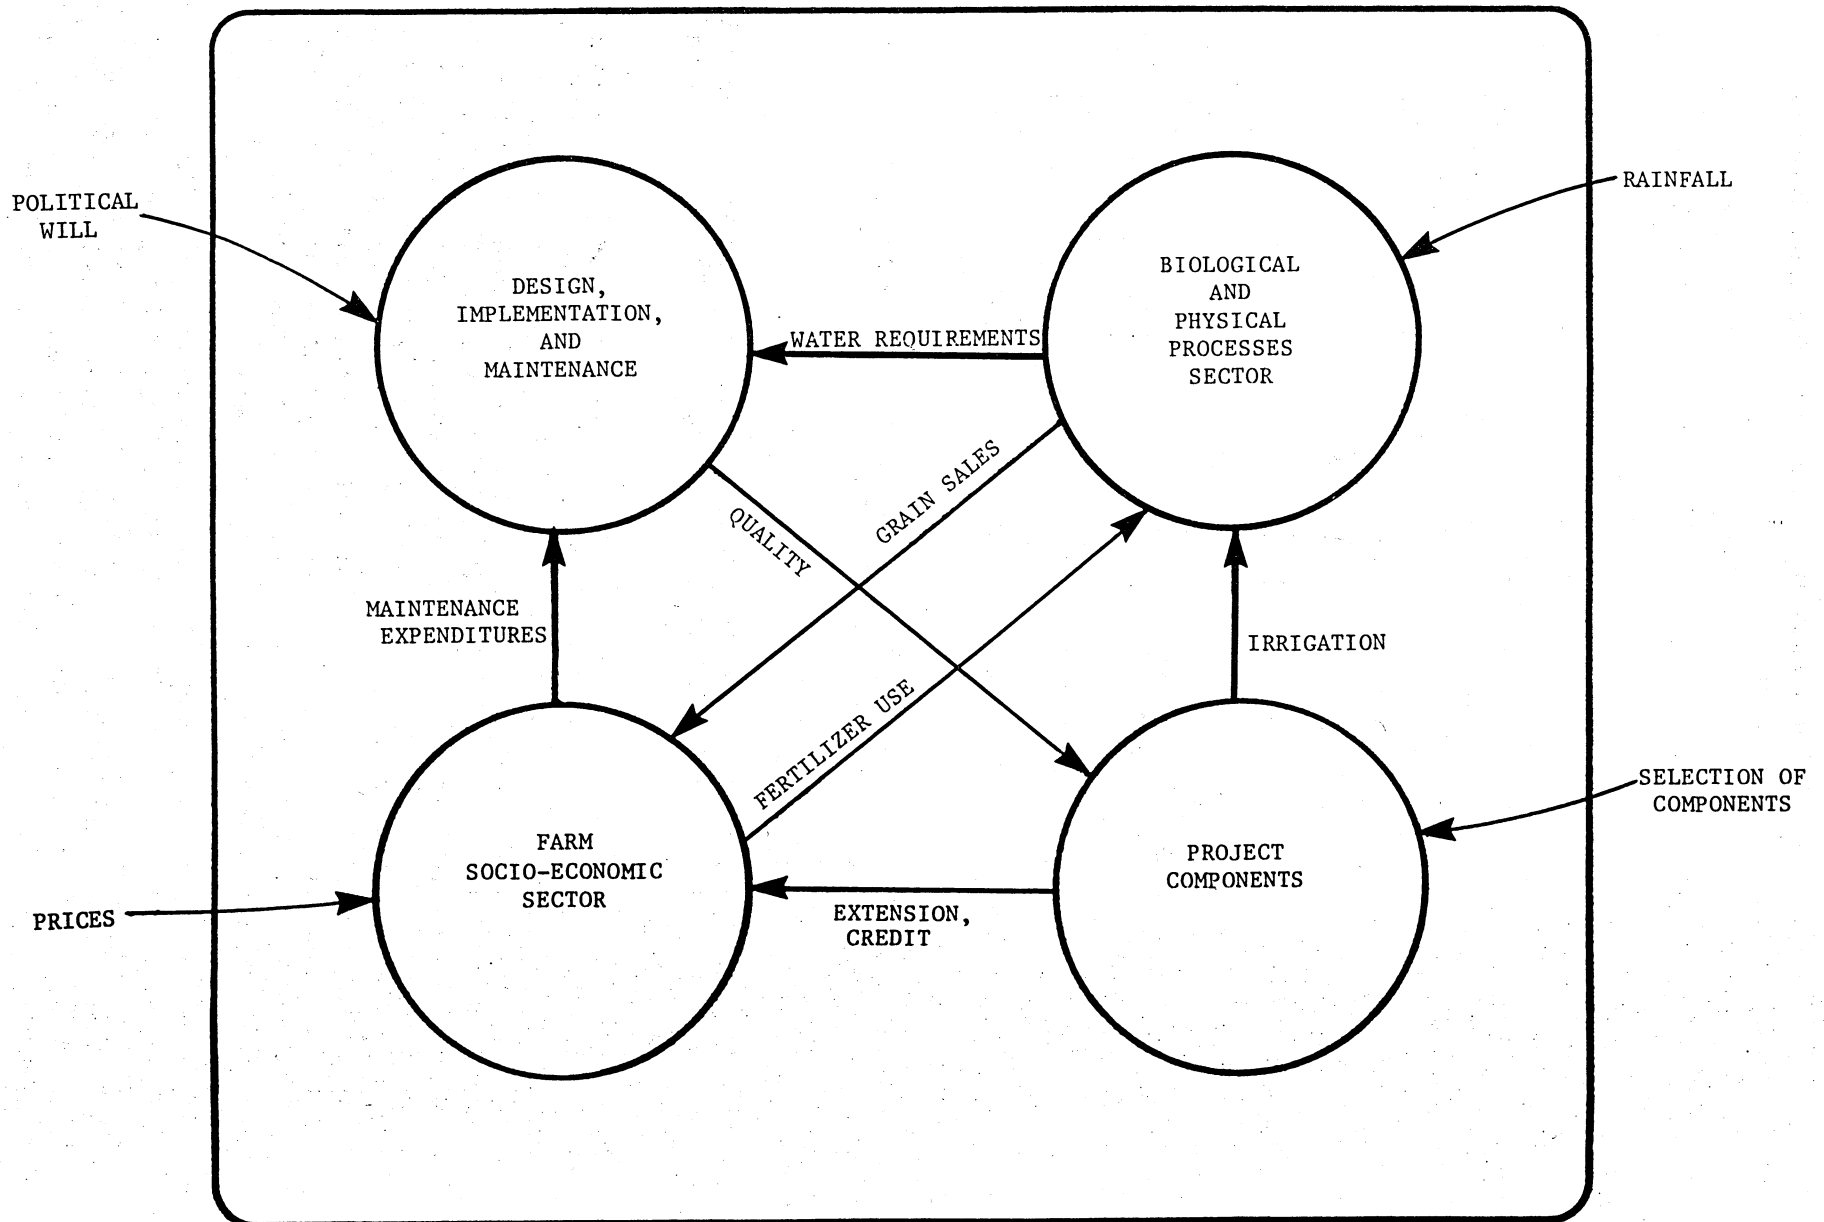 POLITICAL
WILL
RAINFALL
DESIGN,
IMPLEMENTATION,
AND
MAINTENANCE
BIOLOGICAL
AND
PHYSICAL
PROCESSES
SECTOR
WATER REQUIREMENTS
GRAIN SALES
QUALITY
MAINTENANCE
EXPENDITURES
IRRIGATION
FERTILIZER USE
SELECTION OF
COMPONENTS
FARM
SOCIO-ECONOMIC
SECTOR
PROJECT
COMPONENTS
PRICES
EXTENSION,
CREDIT